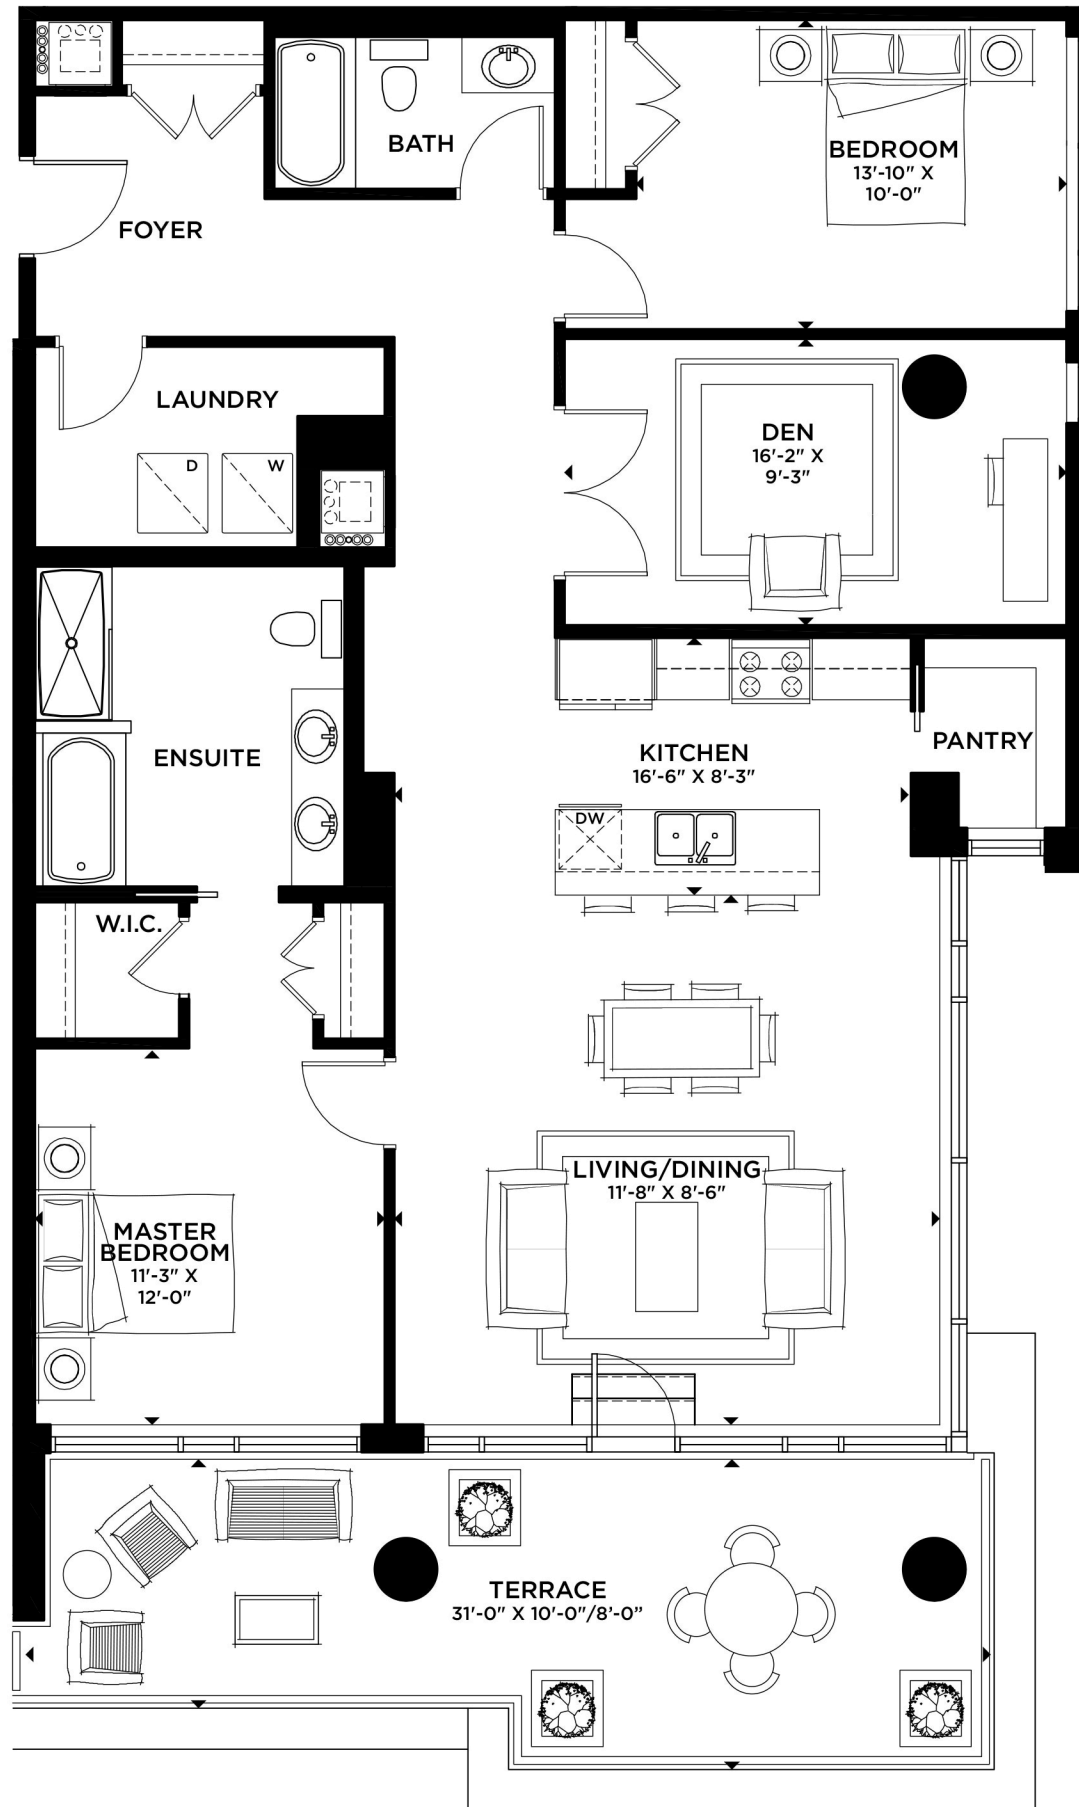 BATH
BEDROOM
13'-10" X
10'-0"
FOYER
LAUNDRY
D
W
DEN
16'-2" X
9'-3"
ENSUITE
KITCHEN
16'-6" X 8'-3"
PANTRY
DW
W.I.C.
LIVING/DINING
11'-8" X 8'-6"
MASTER
BEDROOM
11'-3" X
12'-0"
TERRACE
31'-0" X 10'-0"/8'-0”